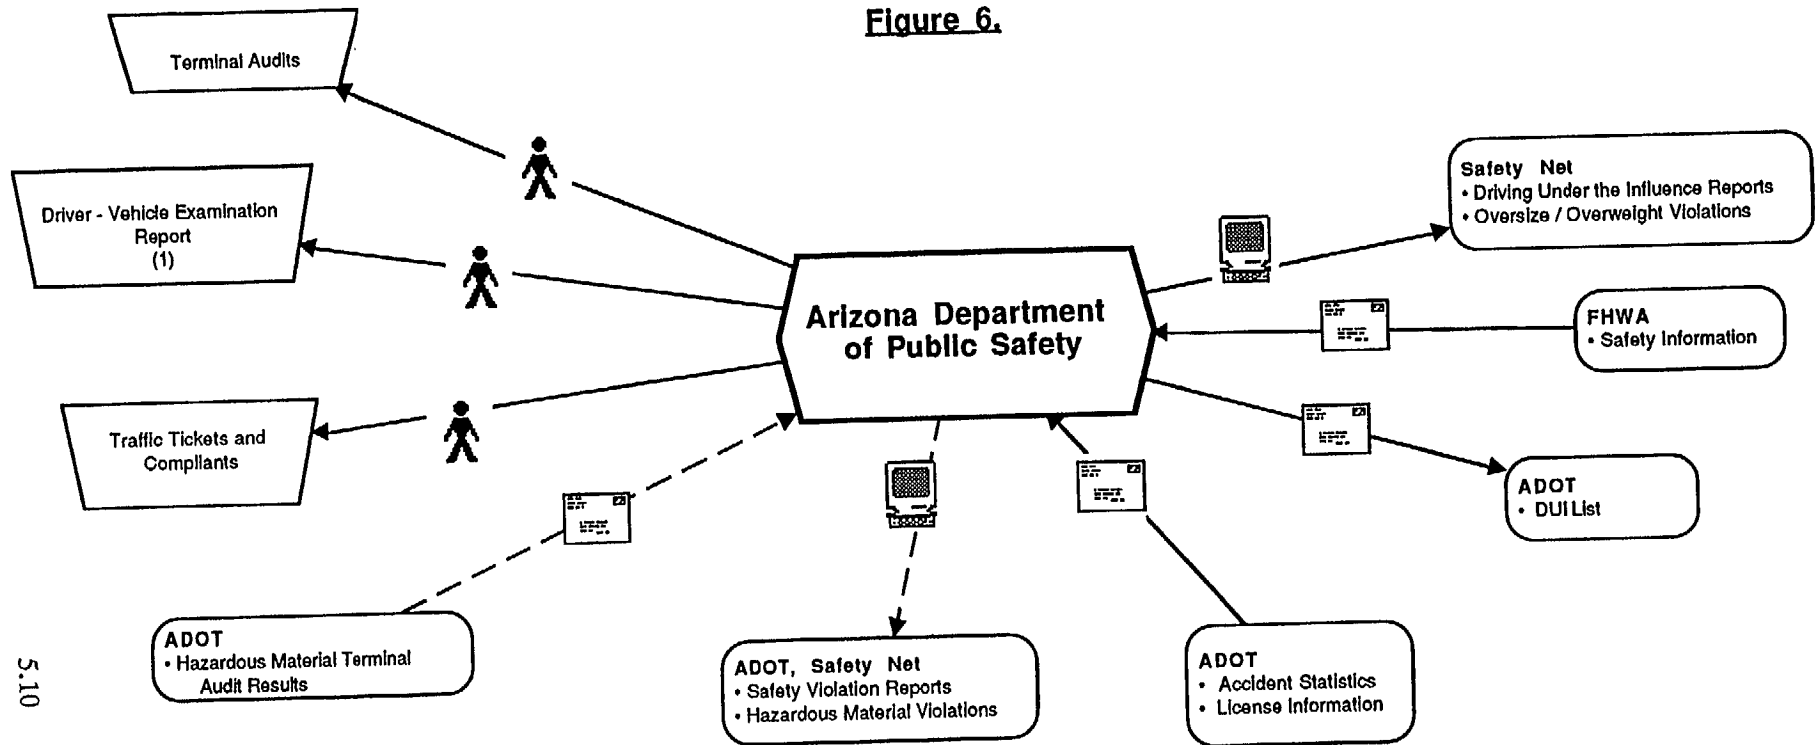 Figure 6.
Terminal Audits
Driver - Vehicle Examination
Report
(1)
Traffic Tickets and
Compliants
Arizona Department
of Public Safety
Safety Net
• Driving Under the Influence Reports
• Oversize / Overweight Violations
FHWA
• Safety Information
ADOT
• DUI List
ADOT
• Hazardous Material Terminal
Audit Results
ADOT, Safety Net
• Safety Violation Reports
• Hazardous Material Violations
ADOT
• Accident Statistics
• License Information
5.10